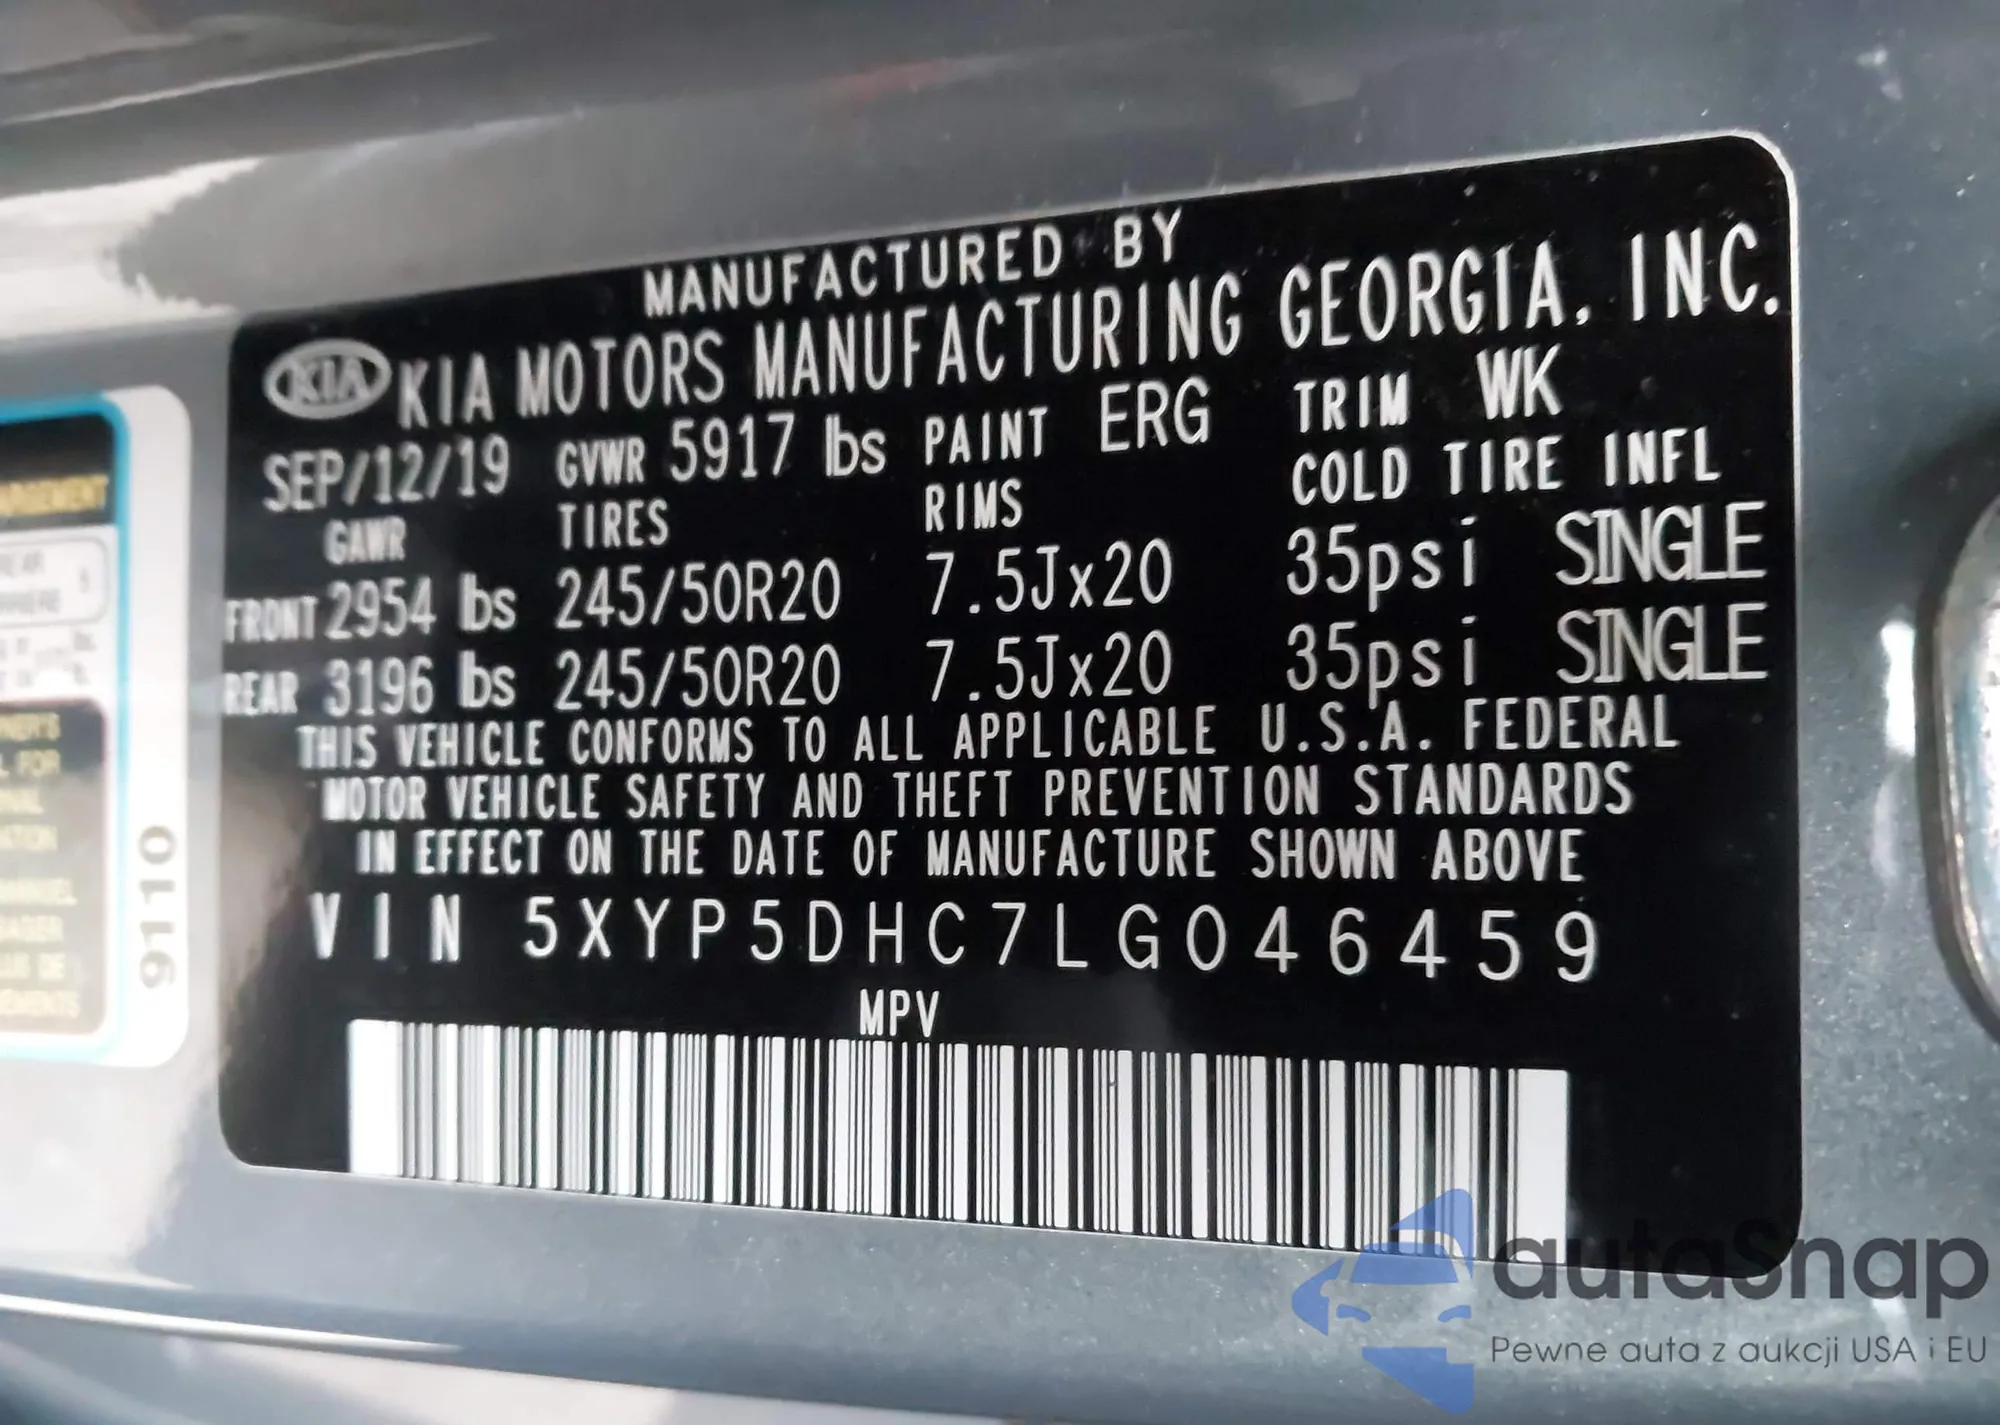 MANUFACTURED BY
KIA KIA MOTORS MANUFACTURING GEORGIA, INC.
SEP/12/19 GVWR 5917 lbs PAINT ERG TRIM WK
GAWR TIRES RIMS COLD TIRE INFL
FRONT 2954 lbs 245/50R20 7.5Jx20 35psi SINGLE
REAR 3196 lbs 245/50R20 7.5Jx20 35psi SINGLE
THIS VEHICLE CONFORMS TO ALL APPLICABLE U.S.A. FEDERAL
MOTOR VEHICLE SAFETY AND THEFT PREVENTION STANDARDS
IN EFFECT ON THE DATE OF MANUFACTURE SHOWN ABOVE
VIN 5XYP5DHC7LG046459
MPV
9110
REAR
5
FOR
autaSnap
Pewne auta z aukcji USA i EU